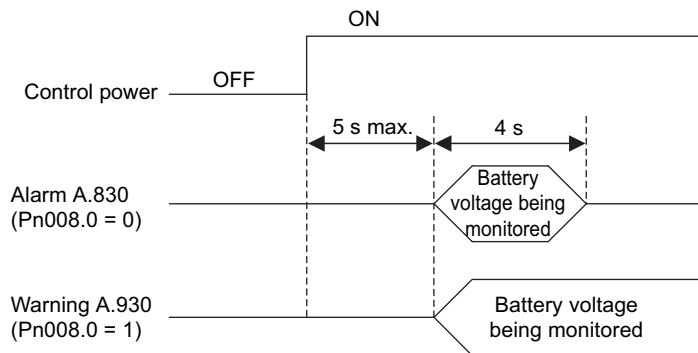 ON
OFF
Control power
5 s max.
4 s
Alarm A.830
(Pn008.0 = 0)
Battery
voltage being
monitored
Warning A.930
(Pn008.0 = 1)
Battery voltage
being monitored